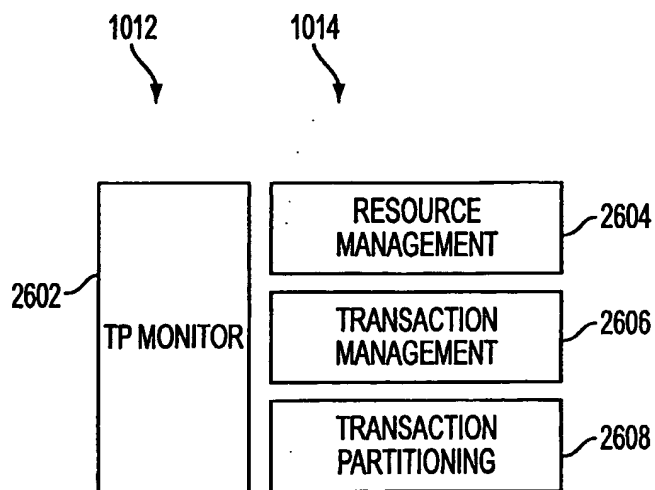 1012
1014
RESOURCE
MANAGEMENT
2604
2602
TP MONITOR
TRANSACTION
MANAGEMENT
2606
TRANSACTION
PARTITIONING
2608